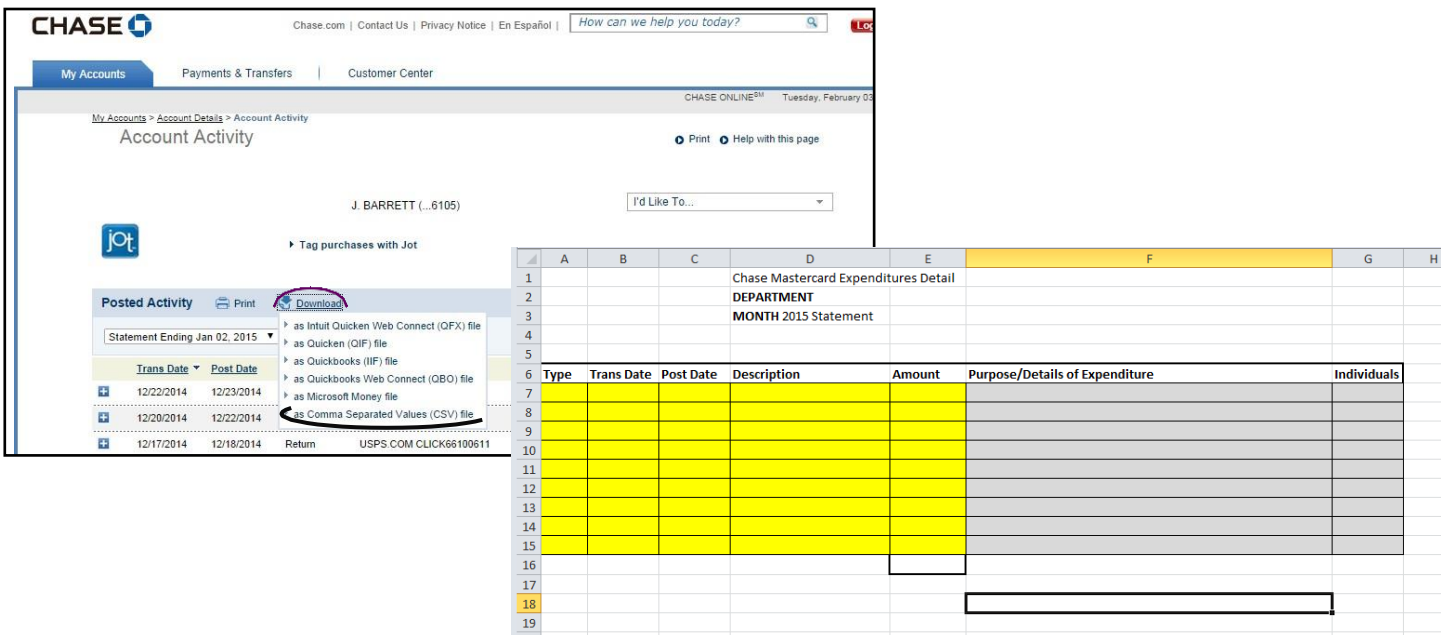 CHASE
Chase.com | Contact Us | Privacy Notice | En Español |
How can we help you today?
My Accounts
Payments & Transfers | Customer Center
CHASE ONLINE℠ Tuesday, February 03
My Accounts > Account Details > Account Activity
Account Activity
Print Help with this page
J. BARRETT (...6105)
I'd Like To...
jot
Tag purchases with Jot
Posted Activity Print Download
as Intuit Quicken Web Connect (QFX) file
Statement Ending Jan 02, 2015
as Quicken (QIF) file
as Quickbooks (IIF) file
Trans Date Post Date
as Quickbooks Web Connect (QBO) file
12/22/2014 12/23/2014
as Microsoft Money file
as Comma Separated Values (CSV) file
12/20/2014 12/22/2014
12/17/2014 12/18/2014 Return USPS.COM CLICK66100611
A B C D E F G H
1 Chase Mastercard Expenditures Detail
2 DEPARTMENT
3 MONTH 2015 Statement
4
5
6 Type Trans Date Post Date Description Amount Purpose/Details of Expenditure Individuals
7
8
9
10
11
12
13
14
15
16
17
18
19